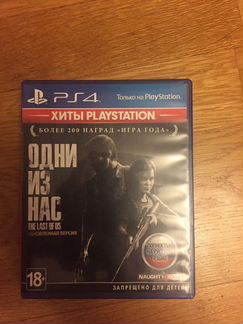 PS4
Только на PlayStation.
ХИТЫ PLAYSTATION
БОЛЕЕ 200 НАГРАД «ИГРА ГОДА»
ОДНИ
ИЗ
НАС
THE LAST OF US
ОБНОВЛЕННАЯ ВЕРСИЯ
18+
NAUGHTY
ЗАПРЕЩЕНО ДЛЯ ДЕТЕЙ